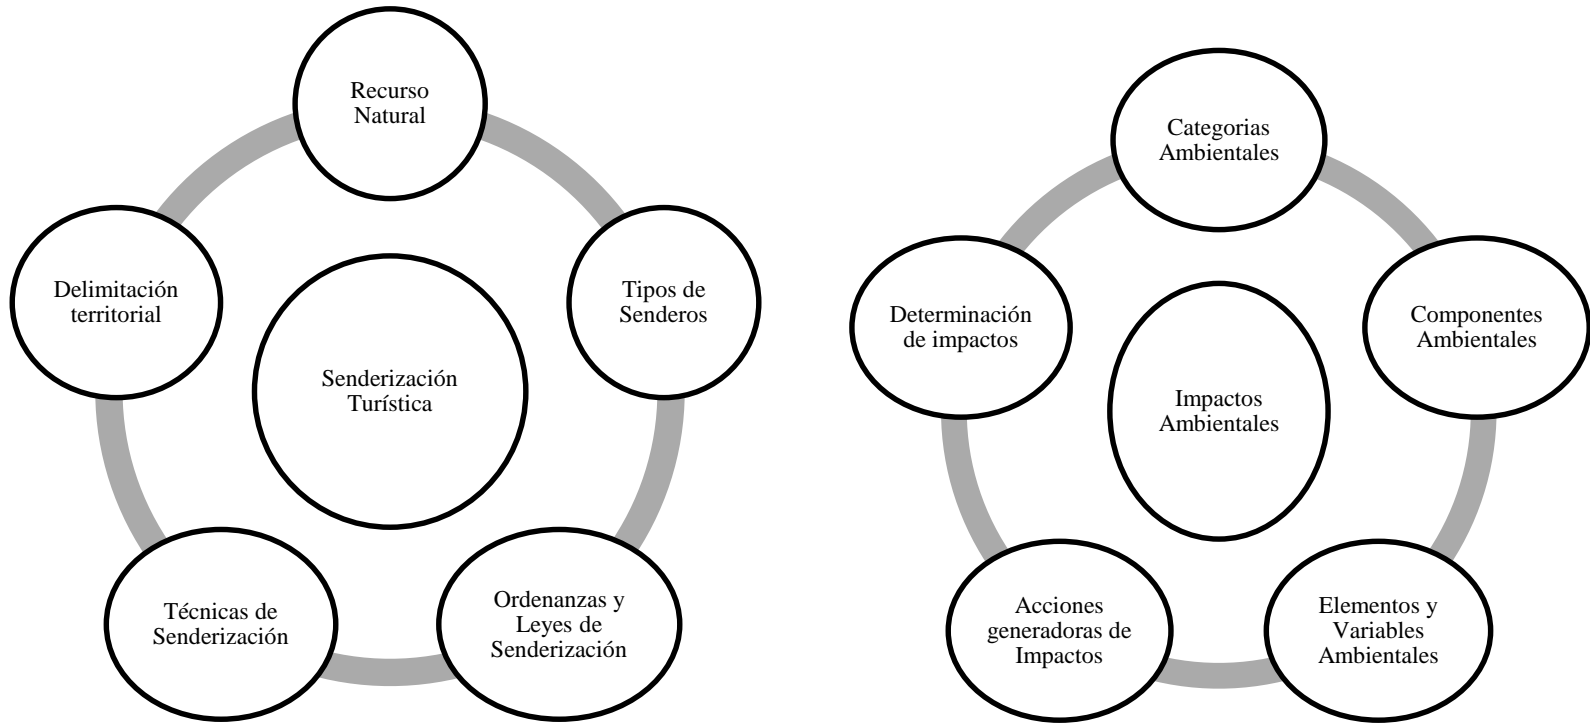 Recurso
Natural
Tipos de
Senderos
Ordenanzas y
Leyes de
Senderización
Técnicas de
Senderización
Delimitación
territorial
Senderización
Turística
Categorias
Ambientales
Componentes
Ambientales
Elementos y
Variables
Ambientales
Acciones
generadoras de
Impactos
Determinación
de impactos
Impactos
Ambientales